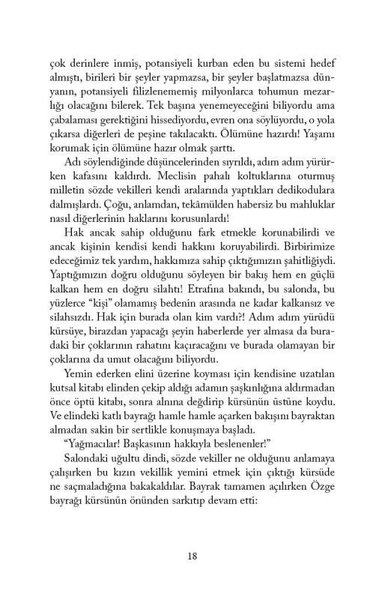 çok derinlere inmiş, potansiyeli kurban eden bu sistemi hedef
almıştı, birileri bir şeyler yapmazsa, bir şeyler başlatmazsa dün-
yanın, potansiyeli filizlenememiş milyonlarca tohumun mezar-
lığı olacağını bilerek. Tek başına yenemeyeceğini biliyordu ama
çabalaması gerektiğini hissediyordu, evren ona söylüyordu, o yola
çıkarsa diğerleri de peşine takılacaktı. Ölümüne hazırdı! Yaşamı
korumak için ölümüne hazır olmak şarttı.
Adı söylendiğinde düşüncelerinden sıyrıldı, adım adım yürür-
ken kafasını kaldırdı. Meclisin pahalı koltuklarına oturmuş
milletin sözde vekilleri kendi aralarında yaptıkları dedikodulara
dalmışlardı. Çoğu, anlamdan, tekâmülden habersiz bu mahluklar
nasıl diğerlerinin haklarını korusunlardı!
Hak ancak sahip olduğunu fark etmekle korunabilirdi ve
ancak kişinin kendisi kendi hakkını koruyabilirdi. Birbirimize
edeceğimiz tek yardım, hakkımıza sahip çıktığımızın şahitliğiydi.
Yaptığımızın doğru olduğunu söyleyen bir bakış hem en güçlü
kalkan hem en doğru silahtı! Etrafına bakındı, bu salonda, bu
yüzlerce “kişi” olamamış bedenin arasında ne kadar kalkansız ve
silahsızdı. Hak için burada olan kim vardı?! Adım adım yürüdü
kürsüye, birazdan yapacağı şeyin haberlerde yer almasa da bura-
daki bir çoklarının rahatını kaçıracağını ve burada olamayan bir
çoklarına da umut olacağını biliyordu.
Yemin ederken elini üzerine koyması için kendisine uzatılan
kutsal kitabı elinden çekip aldığı adamın şaşkınlığına aldırmadan
önce öptü kitabı, sonra alnına değdirip kürsünün üstüne koydu.
Ve elindeki katlı bayrağı hamle hamle açarken bakışını bayraktan
almadan sakin bir sertlikle konuşmaya başladı.
“Yağmacılar! Başkasının hakkıyla beslenenler!”
Salondaki uğultu dindi, sözde vekiller ne olduğunu anlamaya
çalışırken bu kızın vekillik yemini etmek için çıktığı kürsüde
ne saçmaladığına bakakaldılar. Bayrak tamamen açılırken Özge
bayrağı kürsünün önünden sarkıtıp devam etti:
18